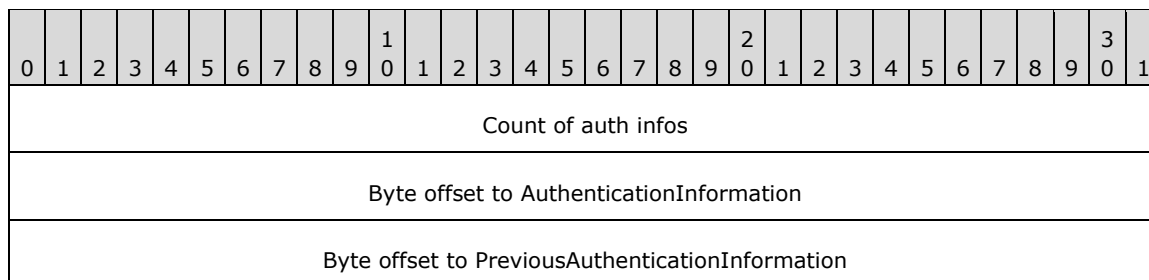 1 2 3
0 1 2 3 4 5 6 7 8 9 0 1 2 3 4 5 6 7 8 9 0 1 2 3 4 5 6 7 8 9 0 1
Count of auth infos
Byte offset to AuthenticationInformation
Byte offset to PreviousAuthenticationInformation